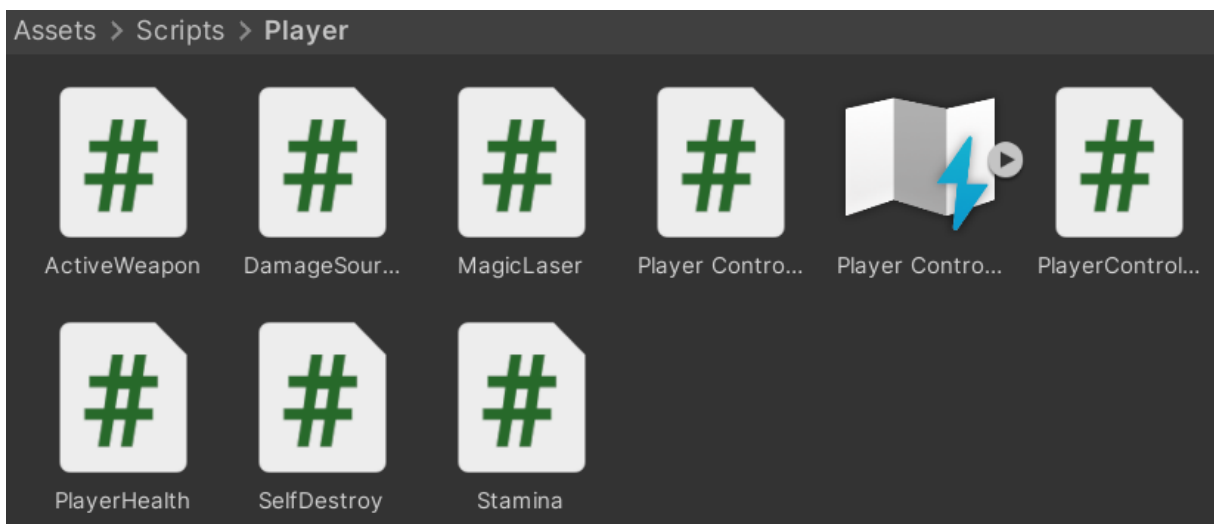 Assets > Scripts > Player
ActiveWeapon
DamageSour...
MagicLaser
Player Contro...
Player Contro...
PlayerControl...
PlayerHealth
SelfDestroy
Stamina